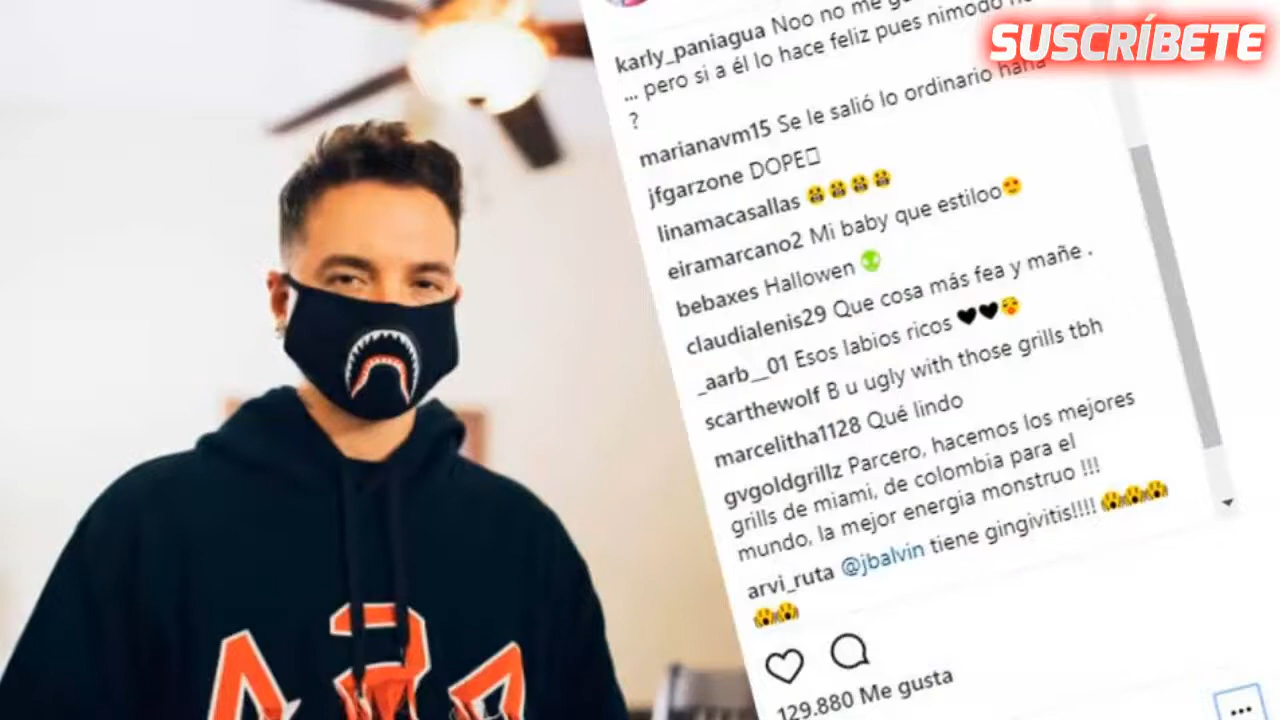 SUSCRÍBETE
karly_paniagua Noo no me
... pero si a él lo hace feliz pues nimodo
?
marianavm15 Se le salió lo ordinario haha
jfgarzone DOPE
linamacasallas 😬😬😬😬
eiramarcano2 Mi baby que estiloo😍
bebaxes Hallowen 👽
claudialenis29 Que cosa más fea y mañe .
_aarb__01 Esos labios ricos 🖤🖤😚
scarthewolf B u ugly with those grills tbh
marcelitha1128 Qué lindo
gvgoldgrillz Parcero, hacemos los mejores
grills de miami, de colombia para el
mundo, la mejor energia monstruo !!!
arvi_ruta @jbalvin tiene gingivitis!!!! 😱😱😱
😱😱
129.880 Me gusta